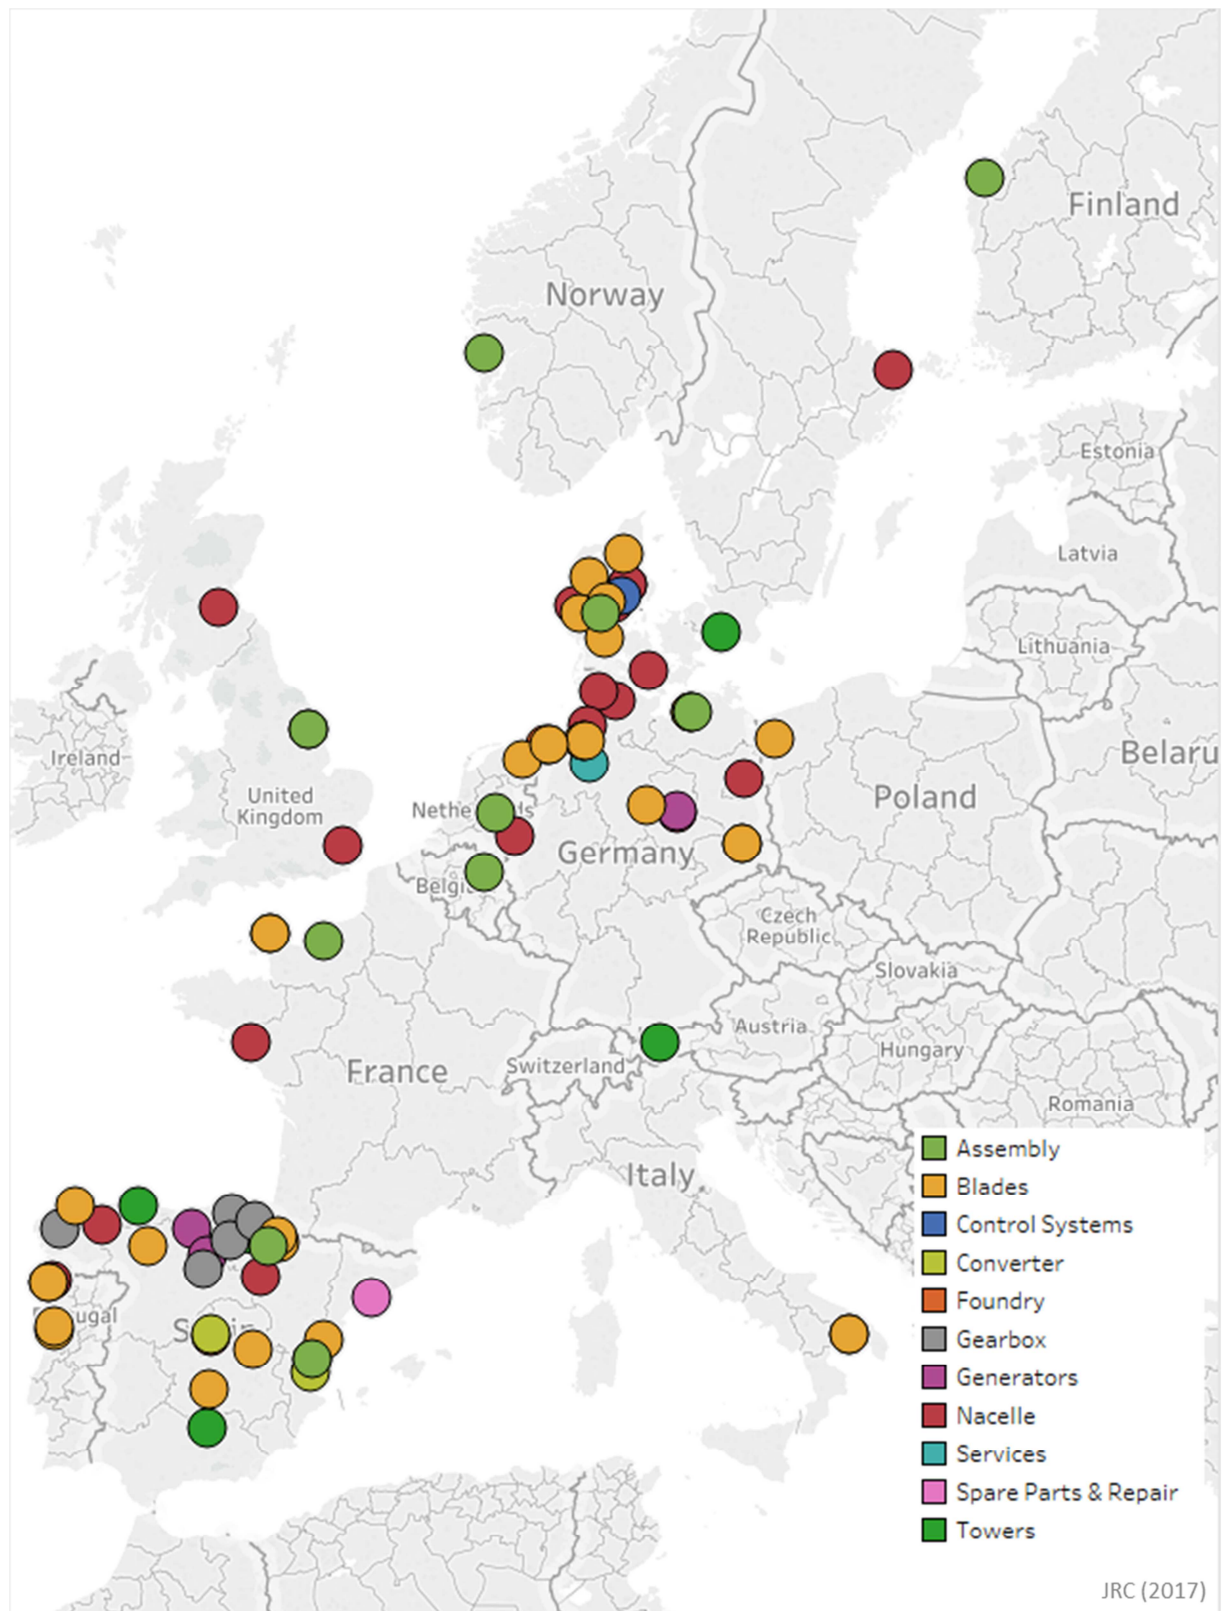 Finland
Norway
Estonia
Latvia
Lithuania
Ireland
Belaru
United
Kingdom
Poland
Germany
Czech
Republic
Slovakia
Austria
France
Switzerland
Hungary
Romania
Italy
Assembly
Blades
Control Systems
Converter
Foundry
Gearbox
Generators
Nacelle
Services
Spare Parts & Repair
Towers
JRC (2017)